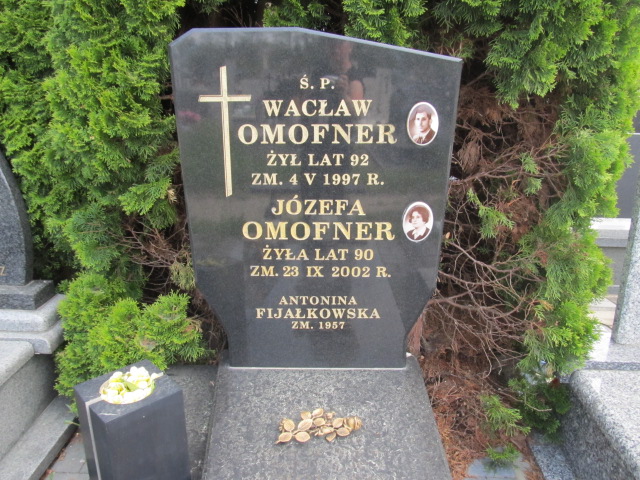 Ś. P.
WACŁAW
OMOFNER
ŻYŁ LAT 92
ZM. 4 V 1997 R.
JÓZEFA
OMOFNER
ŻYŁA LAT 90
ZM. 23 IX 2002 R.
ANTONINA
FIJAŁKOWSKA
ZM. 1957